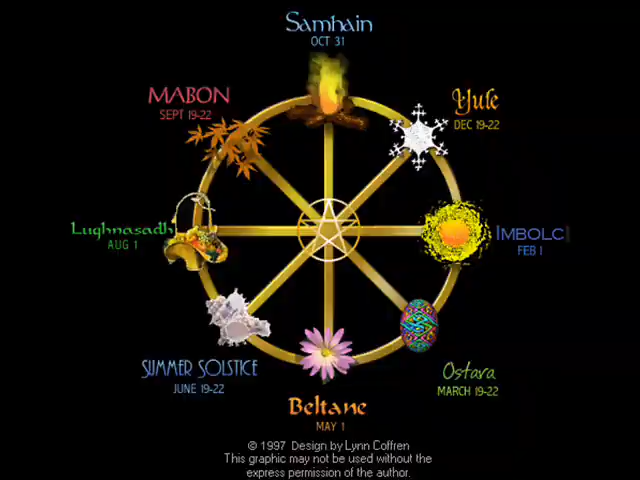 Samhain
OCT 31
MABON
SEPT 19-22
Yule
DEC 19-22
Lughnasadh
AUG 1
IMBOLC
FEB 1
SUMMER SOLSTICE
JUNE 19-22
Ostara
MARCH 19-22
Beltane
MAY 1
© 1997 Design by Lynn Coffren
This graphic may not be used without the
express permission of the author.